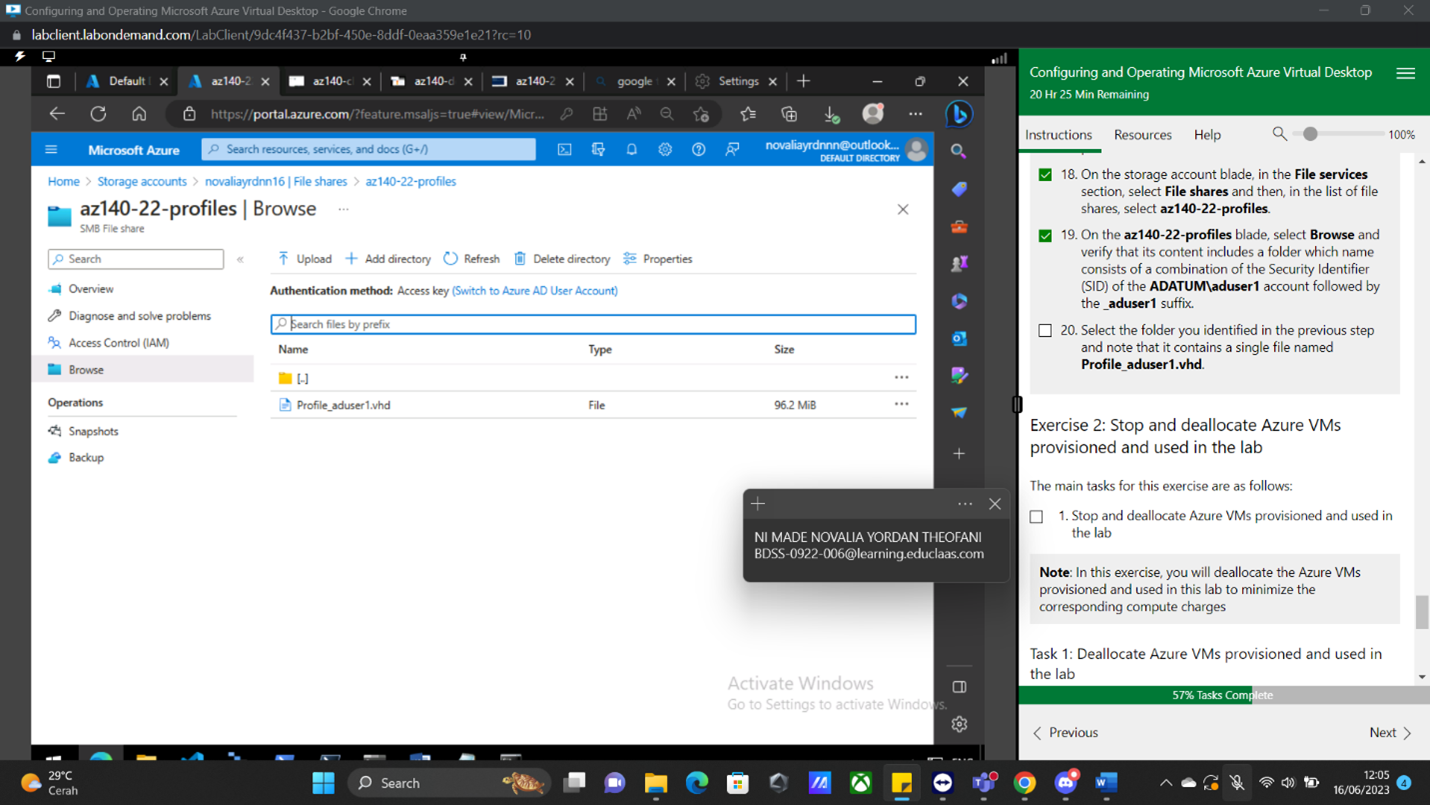 Configuring and Operating Microsoft Azure Virtual Desktop - Google Chrome
labclient.labondemand.com/LabClient/9dc4f437-b2bf-450e-8ddf-0eaa359e1e21?rc=10
Default
az140-2
az140-c
az140-d
az140-2
google
Settings
https://portal.azure.com/?feature.msaljs=true#view/Micr...
Microsoft Azure
Search resources, services, and docs (G+/)
novaliayrdnnn@outlook...
DEFAULT DIRECTORY
Home > Storage accounts > novaliayrdnn16 | File shares > az140-22-profiles
az140-22-profiles | Browse ...
SMB File share
Search
Overview
Diagnose and solve problems
Access Control (IAM)
Browse
Operations
Snapshots
Backup
Upload
Add directory
Refresh
Delete directory
Properties
Authentication method: Access key (Switch to Azure AD User Account)
Search files by prefix
Name Type Size
[..]
Profile_aduser1.vhd File 96.2 MiB
NI MADE NOVALIA YORDAN THEOFANI
BDSS-0922-006@learning.educlaas.com
Activate Windows
Go to Settings to activate Windows.
Configuring and Operating Microsoft Azure Virtual Desktop
20 Hr 25 Min Remaining
Instructions Resources Help 100%
18. On the storage account blade, in the File services
section, select File shares and then, in the list of file
shares, select az140-22-profiles.
19. On the az140-22-profiles blade, select Browse and
verify that its content includes a folder which name
consists of a combination of the Security Identifier
(SID) of the ADATUM\aduser1 account followed by
the _aduser1 suffix.
20. Select the folder you identified in the previous step
and note that it contains a single file named
Profile_aduser1.vhd.
Exercise 2: Stop and deallocate Azure VMs
provisioned and used in the lab
The main tasks for this exercise are as follows:
1. Stop and deallocate Azure VMs provisioned and used in
the lab
Note: In this exercise, you will deallocate the Azure VMs
provisioned and used in this lab to minimize the
corresponding compute charges
Task 1: Deallocate Azure VMs provisioned and used in
the lab
57% Tasks Complete
Previous Next
29°C
Cerah
Search
12:05
16/06/2023
4